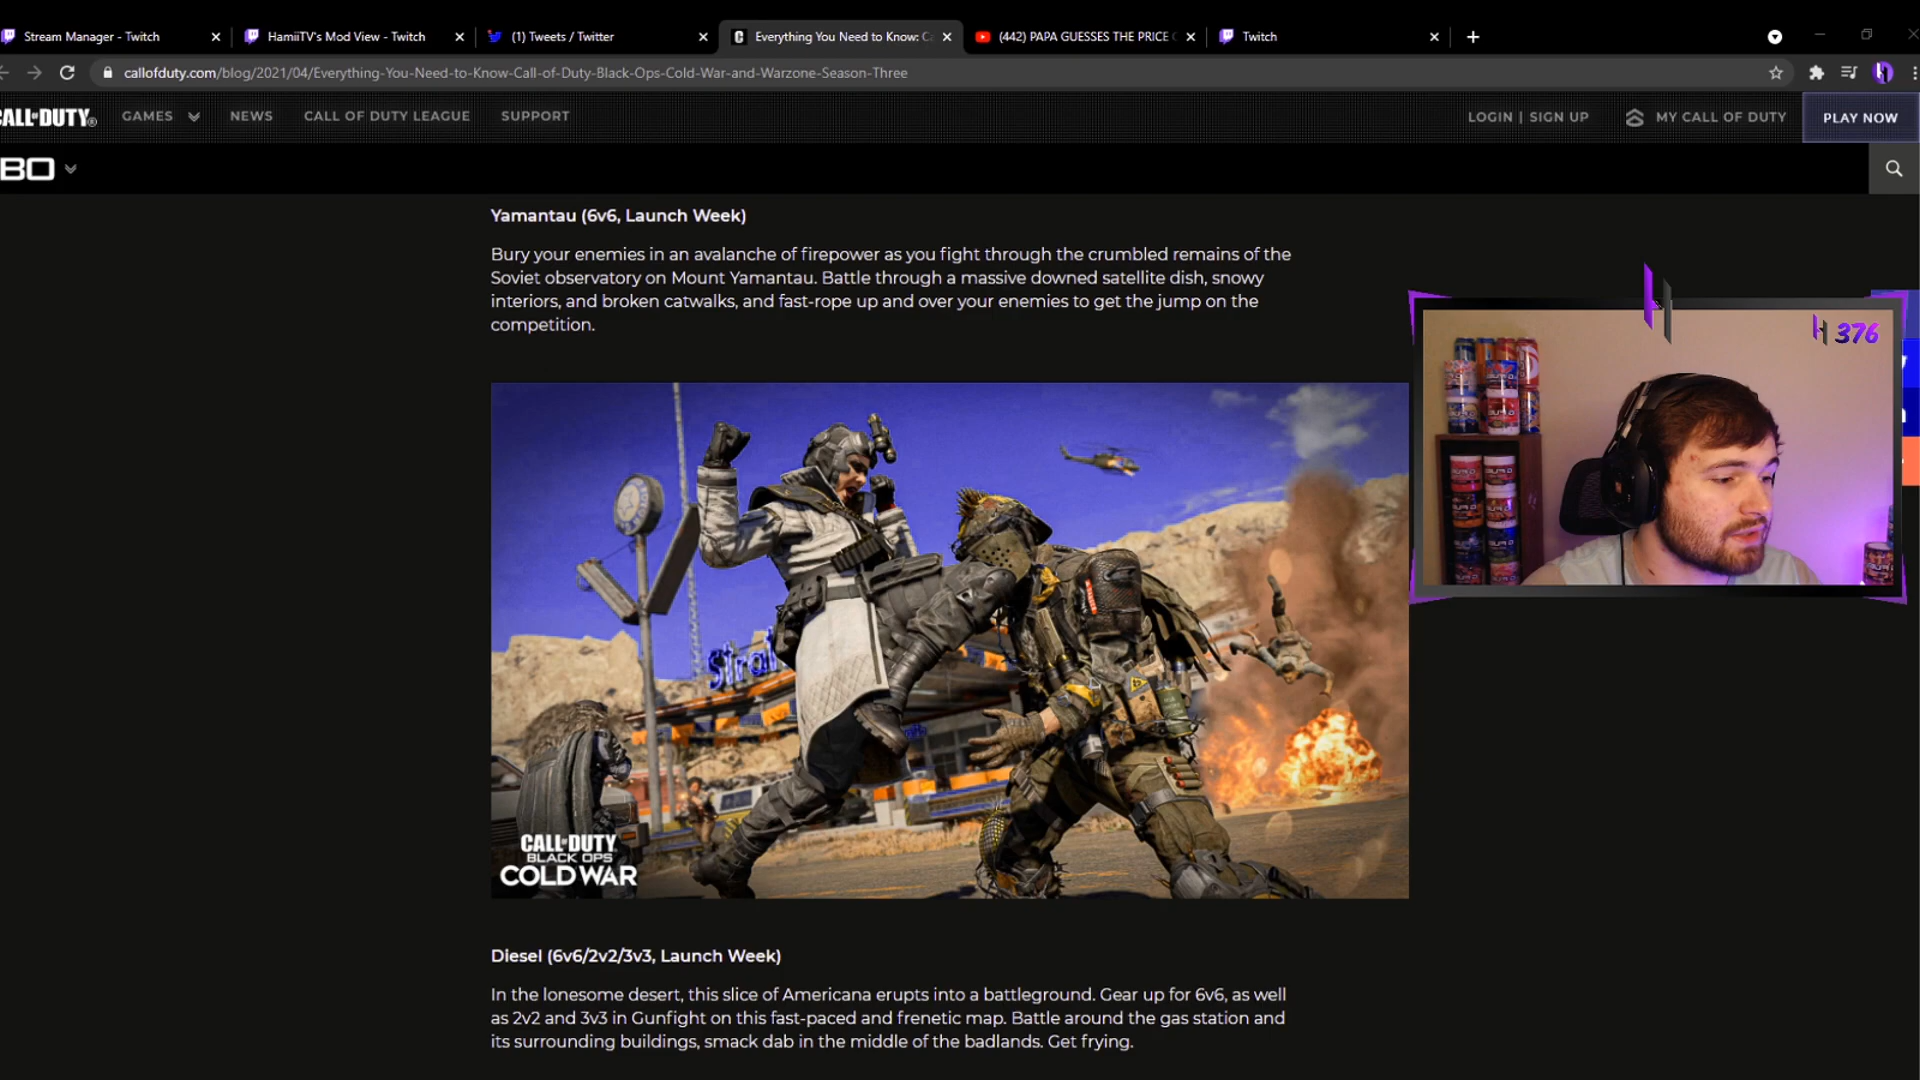 Stream Manager - Twitch
HamiiTV's Mod View - Twitch
(1) Tweets / Twitter
Everything You Need to Know: Ca
(442) PAPA GUESSES THE PRICE
Twitch
callofduty.com/blog/2021/04/Everything-You-Need-to-Know-Call-of-Duty-Black-Ops-Cold-War-and-Warzone-Season-Three
CALL OF DUTY®
GAMES
NEWS
CALL OF DUTY LEAGUE
SUPPORT
LOGIN | SIGN UP
MY CALL OF DUTY
PLAY NOW
BO
Yamantau (6v6, Launch Week)
Bury your enemies in an avalanche of firepower as you fight through the crumbled remains of the
Soviet observatory on Mount Yamantau. Battle through a massive downed satellite dish, snowy
interiors, and broken catwalks, and fast-rope up and over your enemies to get the jump on the
competition.
376
CALL OF DUTY
BLACK OPS
COLD WAR
Diesel (6v6/2v2/3v3, Launch Week)
In the lonesome desert, this slice of Americana erupts into a battleground. Gear up for 6v6, as well
as 2v2 and 3v3 in Gunfight on this fast-paced and frenetic map. Battle around the gas station and
its surrounding buildings, smack dab in the middle of the badlands. Get frying.